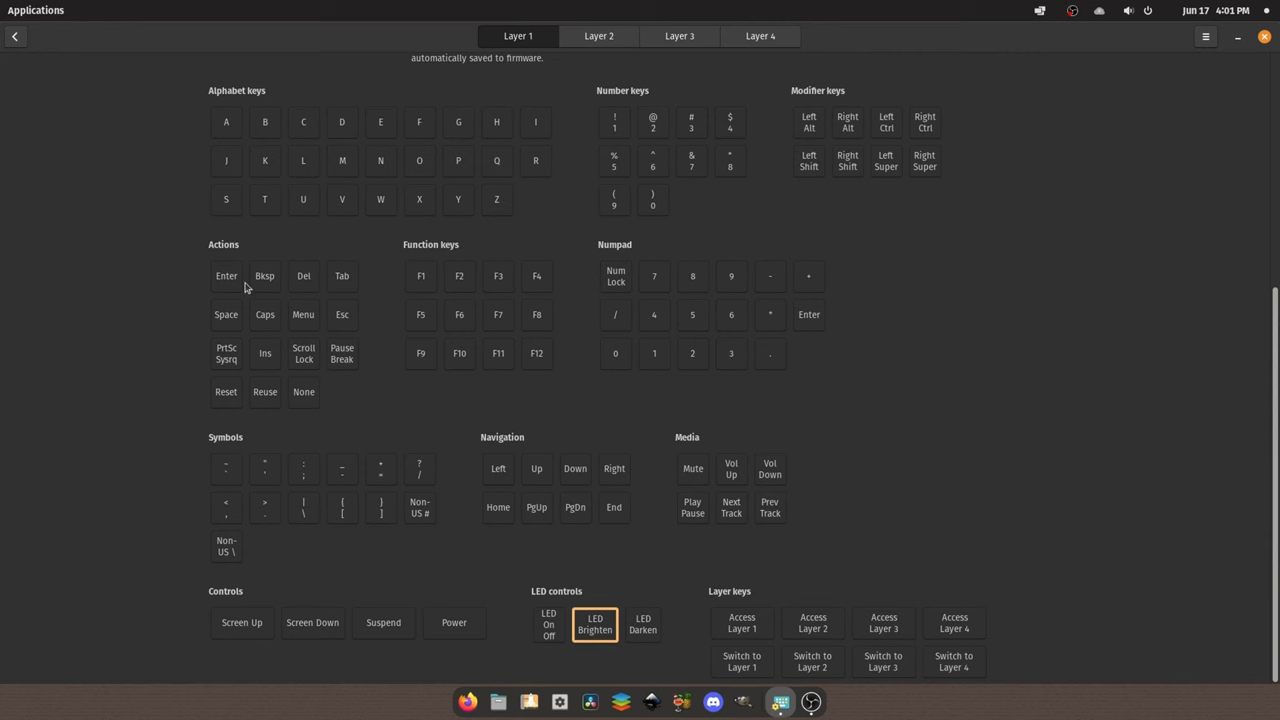 Applications
Jun 17 4:01 PM
Layer 1
Layer 2
Layer 3
Layer 4
automatically saved to firmware.
Alphabet keys
A B C D E F G H I
J K L M N O P Q R
S T U V W X Y Z
Number keys
! @ # $
1 2 3 4
% ^ & *
5 6 7 8
( )
9 0
Modifier keys
Left Alt
Right Alt
Left Ctrl
Right Ctrl
Left Shift
Right Shift
Left Super
Right Super
Actions
Enter Bksp Del Tab
Space Caps Menu Esc
PrtSc Sysrq
Ins
Scroll Lock
Pause Break
Reset Reuse None
Function keys
F1 F2 F3 F4
F5 F6 F7 F8
F9 F10 F11 F12
Numpad
Num Lock
7 8 9 - +
/ 4 5 6 * Enter
0 1 2 3 .
Symbols
~ " : _ + ?
` ' ; - = /
< > | { }
, . \ [ ]
Non-US #
Non-US \
Navigation
Left Up Down Right
Home PgUp PgDn End
Media
Mute
Vol Up
Vol Down
Play Pause
Next Track
Prev Track
Controls
Screen Up Screen Down Suspend Power
LED controls
LED On Off
LED Brighten
LED Darken
Layer keys
Access Layer 1
Access Layer 2
Access Layer 3
Access Layer 4
Switch to Layer 1
Switch to Layer 2
Switch to Layer 3
Switch to Layer 4